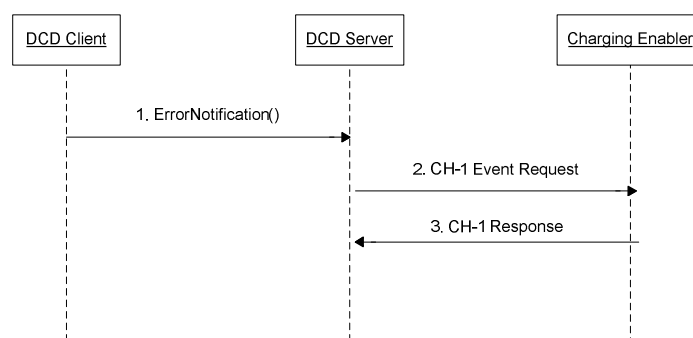 DCD Client
DCD Server
Charging Enabler
1. ErrorNotification()
2. CH-1 Event Request
3. CH-1 Response